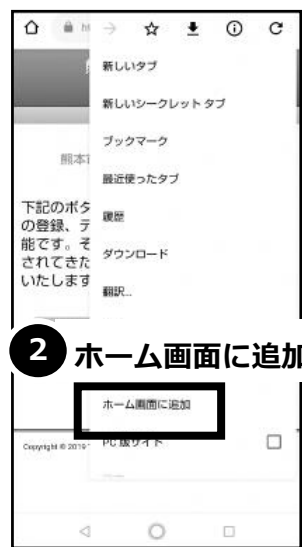 新しいタブ
新しいシークレット タブ
ブックマーク
最近使ったタブ
履歴
ダウンロード
翻訳...
熊本
下記のボタ
の登録、テ
能です。そ
されてきた
いたします
2 ホーム画面に追加
ホーム画面に追加
PC 版サイト
Copyright © 2019